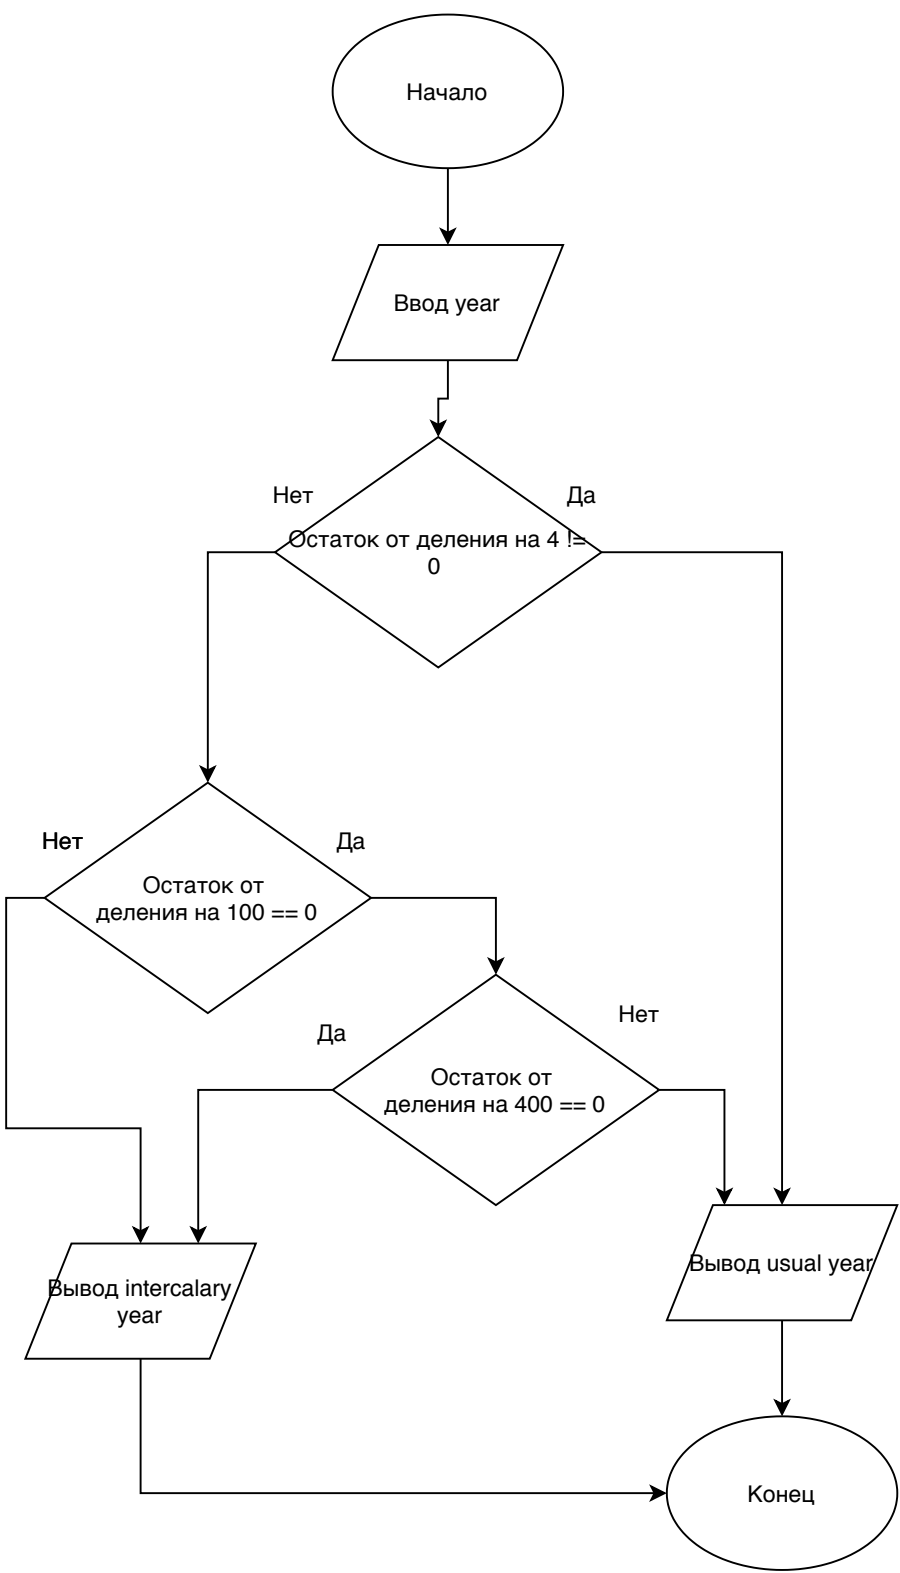 Начало
Ввод year
Нет
Да
Остаток от деления на 4 !=
0
Нет
Да
Остаток от
деления на 100 == 0
Да
Нет
Остаток от
деления на 400 == 0
Вывод intercalary
year
Вывод usual year
Конец